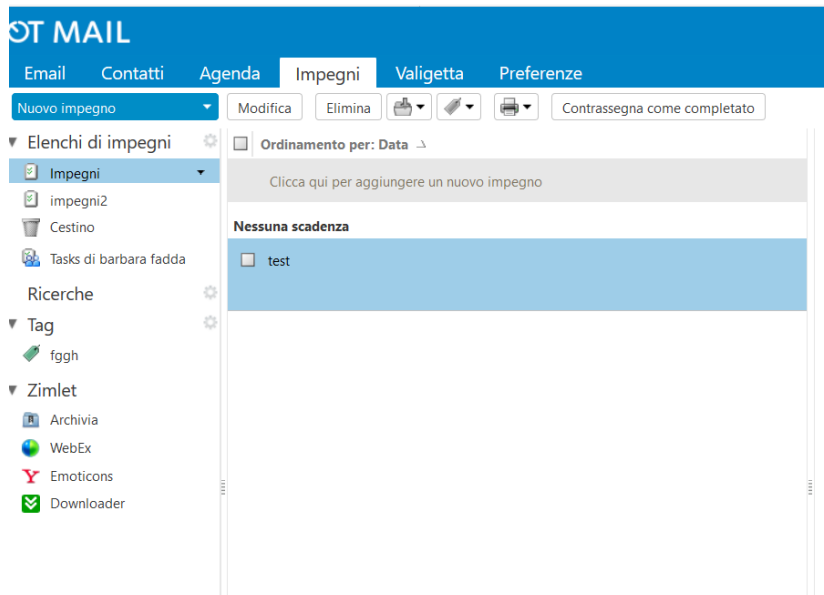 OT MAIL
Email Contatti Agenda Impegni Valigetta Preferenze
Nuovo impegno Modifica Elimina Contrassegna come completato
Elenchi di impegni
Impegni
impegni2
Cestino
Tasks di barbara fadda
Ricerche
Tag
fggh
Zimlet
Archivia
WebEx
Emoticons
Downloader
Ordinamento per: Data
Clicca qui per aggiungere un nuovo impegno
Nessuna scadenza
test